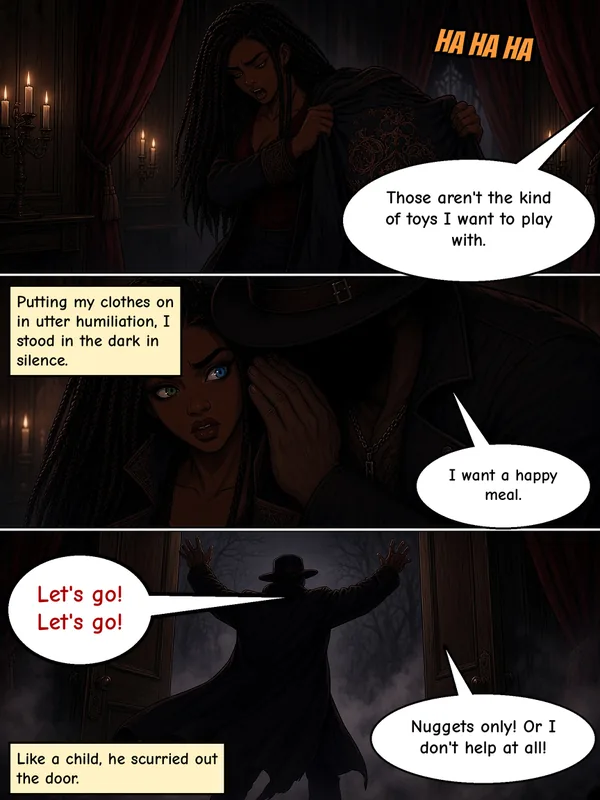 HA HA HA
Those aren't the kind
of toys I want to play
with.
Putting my clothes on
in utter humiliation, I
stood in the dark in
silence.
I want a happy
meal.
Let's go!
Let's go!
Nuggets only! Or I
don't help at all!
Like a child, he scurried out
the door.